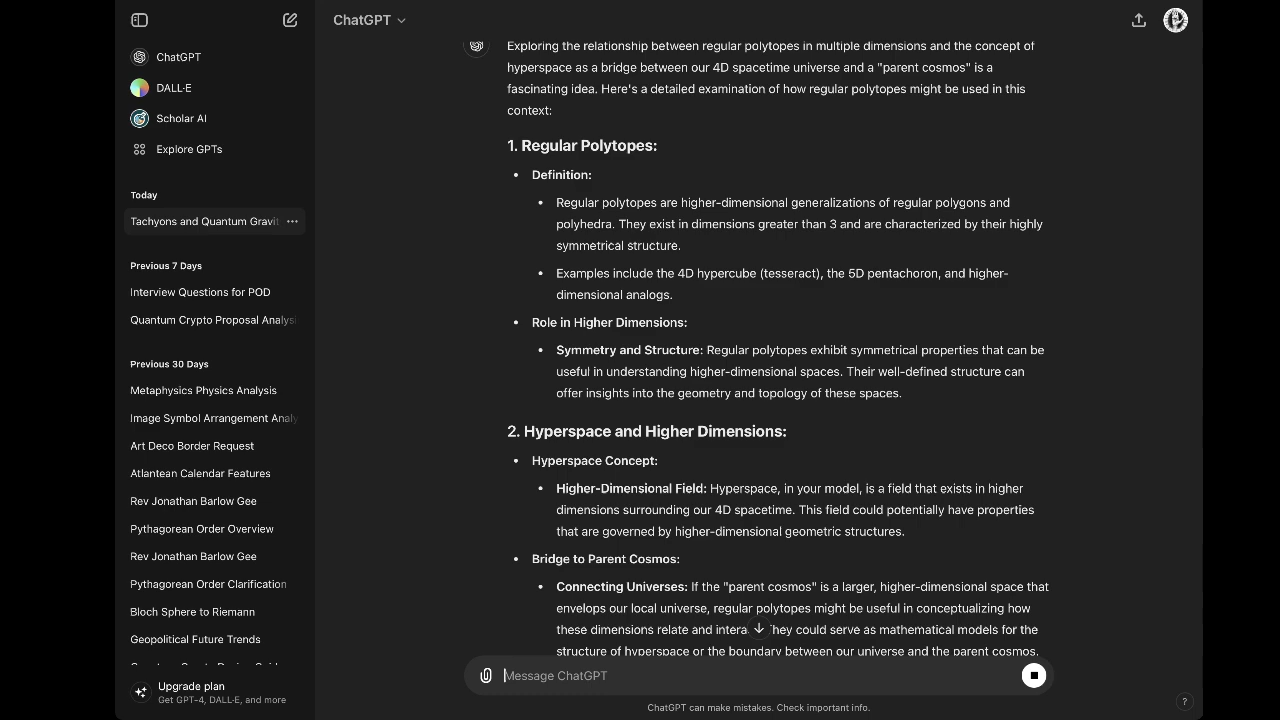 ChatGPT
DALL·E
Scholar AI
Explore GPTs
Today
Tachyons and Quantum Gravit
Previous 7 Days
Interview Questions for POD
Quantum Crypto Proposal Analysi
Previous 30 Days
Metaphysics Physics Analysis
Image Symbol Arrangement Analy
Art Deco Border Request
Atlantean Calendar Features
Rev Jonathan Barlow Gee
Pythagorean Order Overview
Rev Jonathan Barlow Gee
Pythagorean Order Clarification
Bloch Sphere to Riemann
Geopolitical Future Trends
Upgrade plan
Get GPT-4, DALL·E, and more
ChatGPT
Exploring the relationship between regular polytopes in multiple dimensions and the concept of
hyperspace as a bridge between our 4D spacetime universe and a "parent cosmos" is a
fascinating idea. Here's a detailed examination of how regular polytopes might be used in this
context:
1. Regular Polytopes:
• Definition:
• Regular polytopes are higher-dimensional generalizations of regular polygons and
polyhedra. They exist in dimensions greater than 3 and are characterized by their highly
symmetrical structure.
• Examples include the 4D hypercube (tesseract), the 5D pentachoron, and higher-
dimensional analogs.
• Role in Higher Dimensions:
• Symmetry and Structure: Regular polytopes exhibit symmetrical properties that can be
useful in understanding higher-dimensional spaces. Their well-defined structure can
offer insights into the geometry and topology of these spaces.
2. Hyperspace and Higher Dimensions:
• Hyperspace Concept:
• Higher-Dimensional Field: Hyperspace, in your model, is a field that exists in higher
dimensions surrounding our 4D spacetime. This field could potentially have properties
that are governed by higher-dimensional geometric structures.
• Bridge to Parent Cosmos:
• Connecting Universes: If the "parent cosmos" is a larger, higher-dimensional space that
envelops our local universe, regular polytopes might be useful in conceptualizing how
these dimensions relate and intera They could serve as mathematical models for the
structure of hyperspace or the boundary between our universe and the parent cosmos.
Message ChatGPT
ChatGPT can make mistakes. Check important info.
?